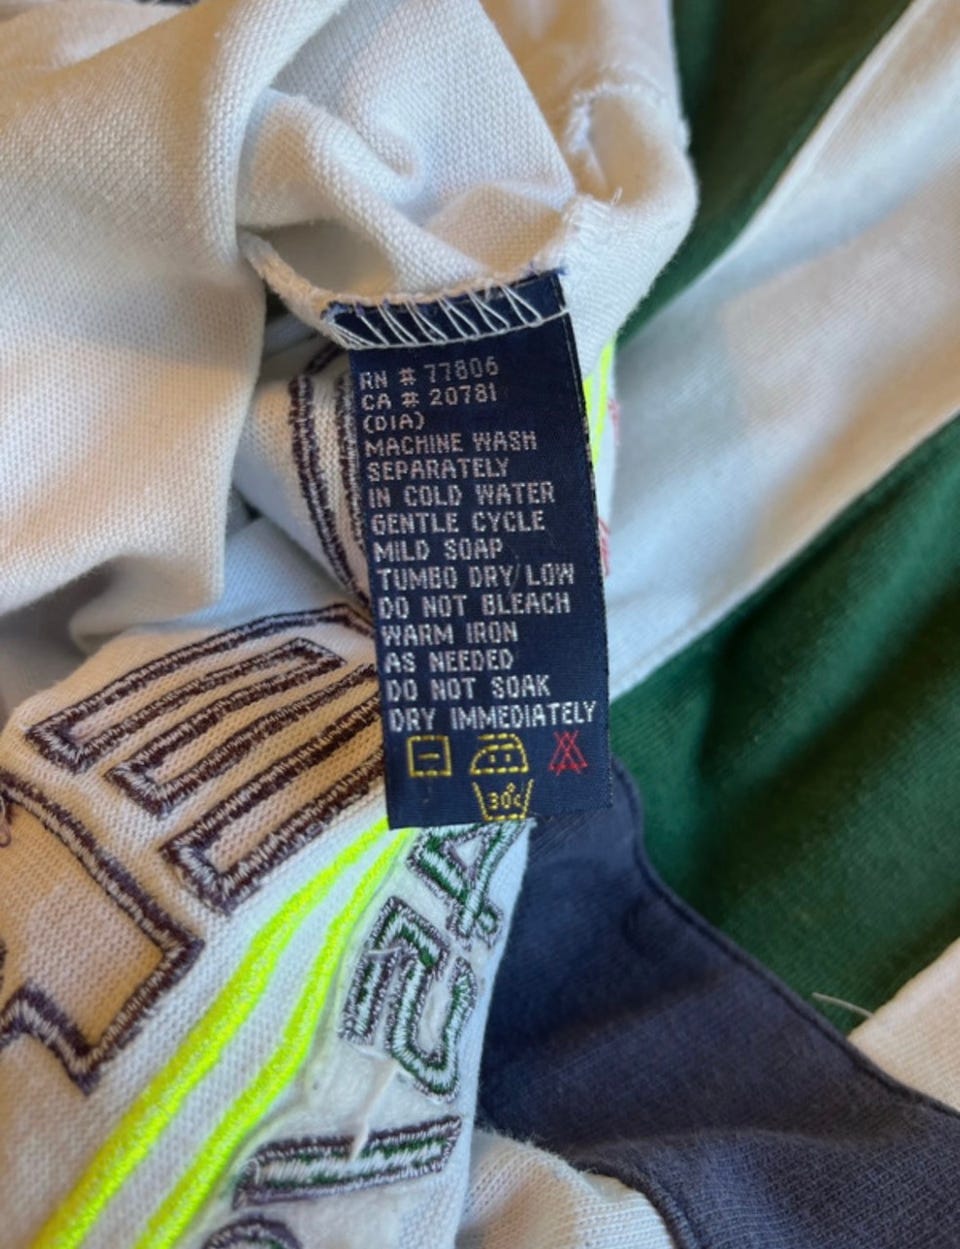 RN # 77806
CA # 20781
(DIA)
MACHINE WASH
SEPARATELY
IN COLD WATER
GENTLE CYCLE
MILD SOAP
TUMBO DRY LOW
DO NOT BLEACH
WARM IRON
AS NEEDED
DO NOT SOAK
DRY IMMEDIATELY
30°C